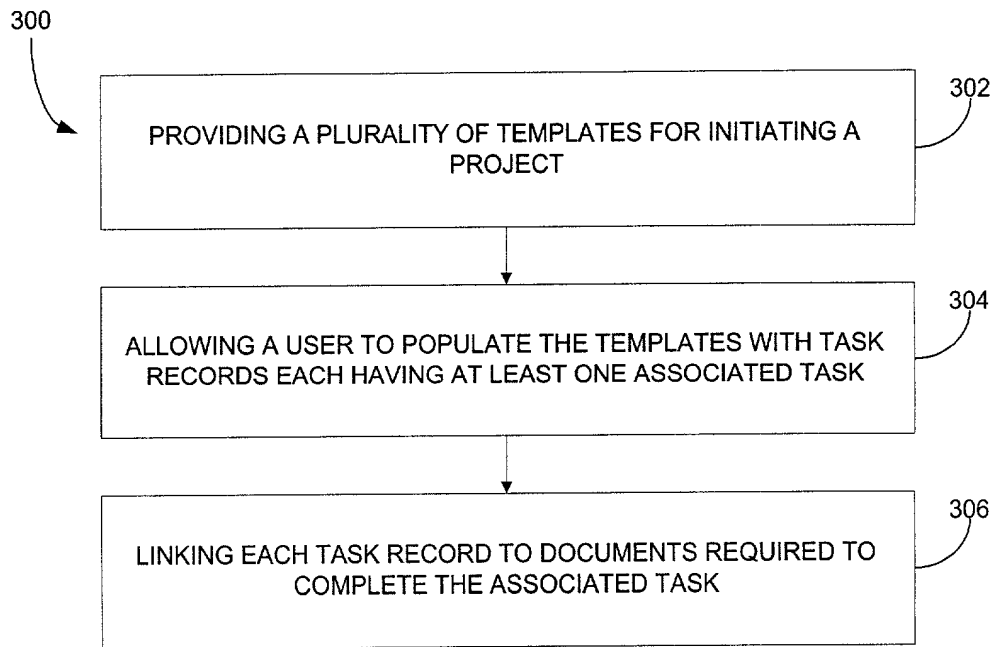 300
302
PROVIDING A PLURALITY OF TEMPLATES FOR INITIATING A
PROJECT
304
ALLOWING A USER TO POPULATE THE TEMPLATES WITH TASK
RECORDS EACH HAVING AT LEAST ONE ASSOCIATED TASK
306
LINKING EACH TASK RECORD TO DOCUMENTS REQUIRED TO
COMPLETE THE ASSOCIATED TASK